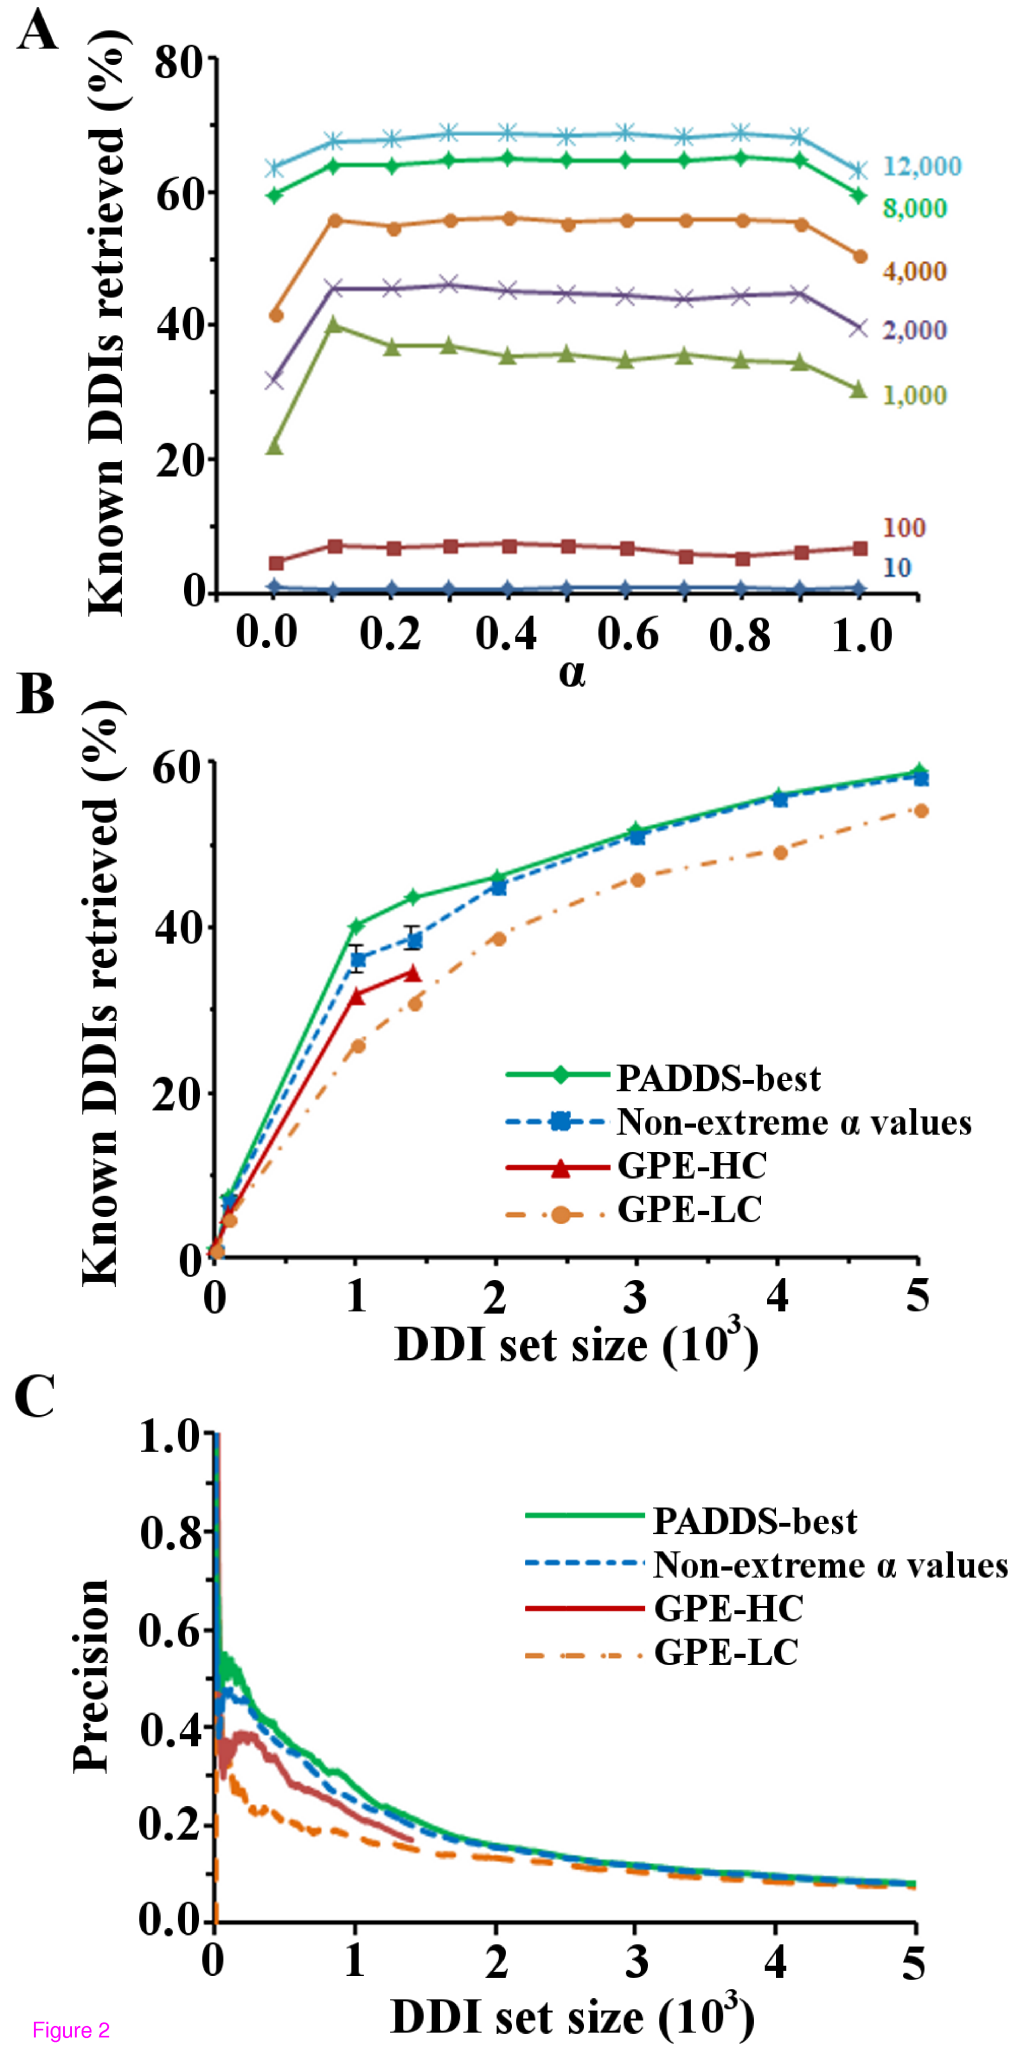 A
Known DDIs retrieved (%)
80
60
40
20
0
12,000
8,000
4,000
2,000
1,000
100
10
0.0 0.2 0.4 0.6 0.8 1.0
α
B
Known DDIs retrieved (%)
60
40
20
0
PADDS-best
Non-extreme α values
GPE-HC
GPE-LC
0 1 2 3 4 5
DDI set size (10³)
C
Precision
1.0
0.8
0.6
0.4
0.2
0.0
PADDS-best
Non-extreme α values
GPE-HC
GPE-LC
0 1 2 3 4 5
DDI set size (10³)
Figure 2